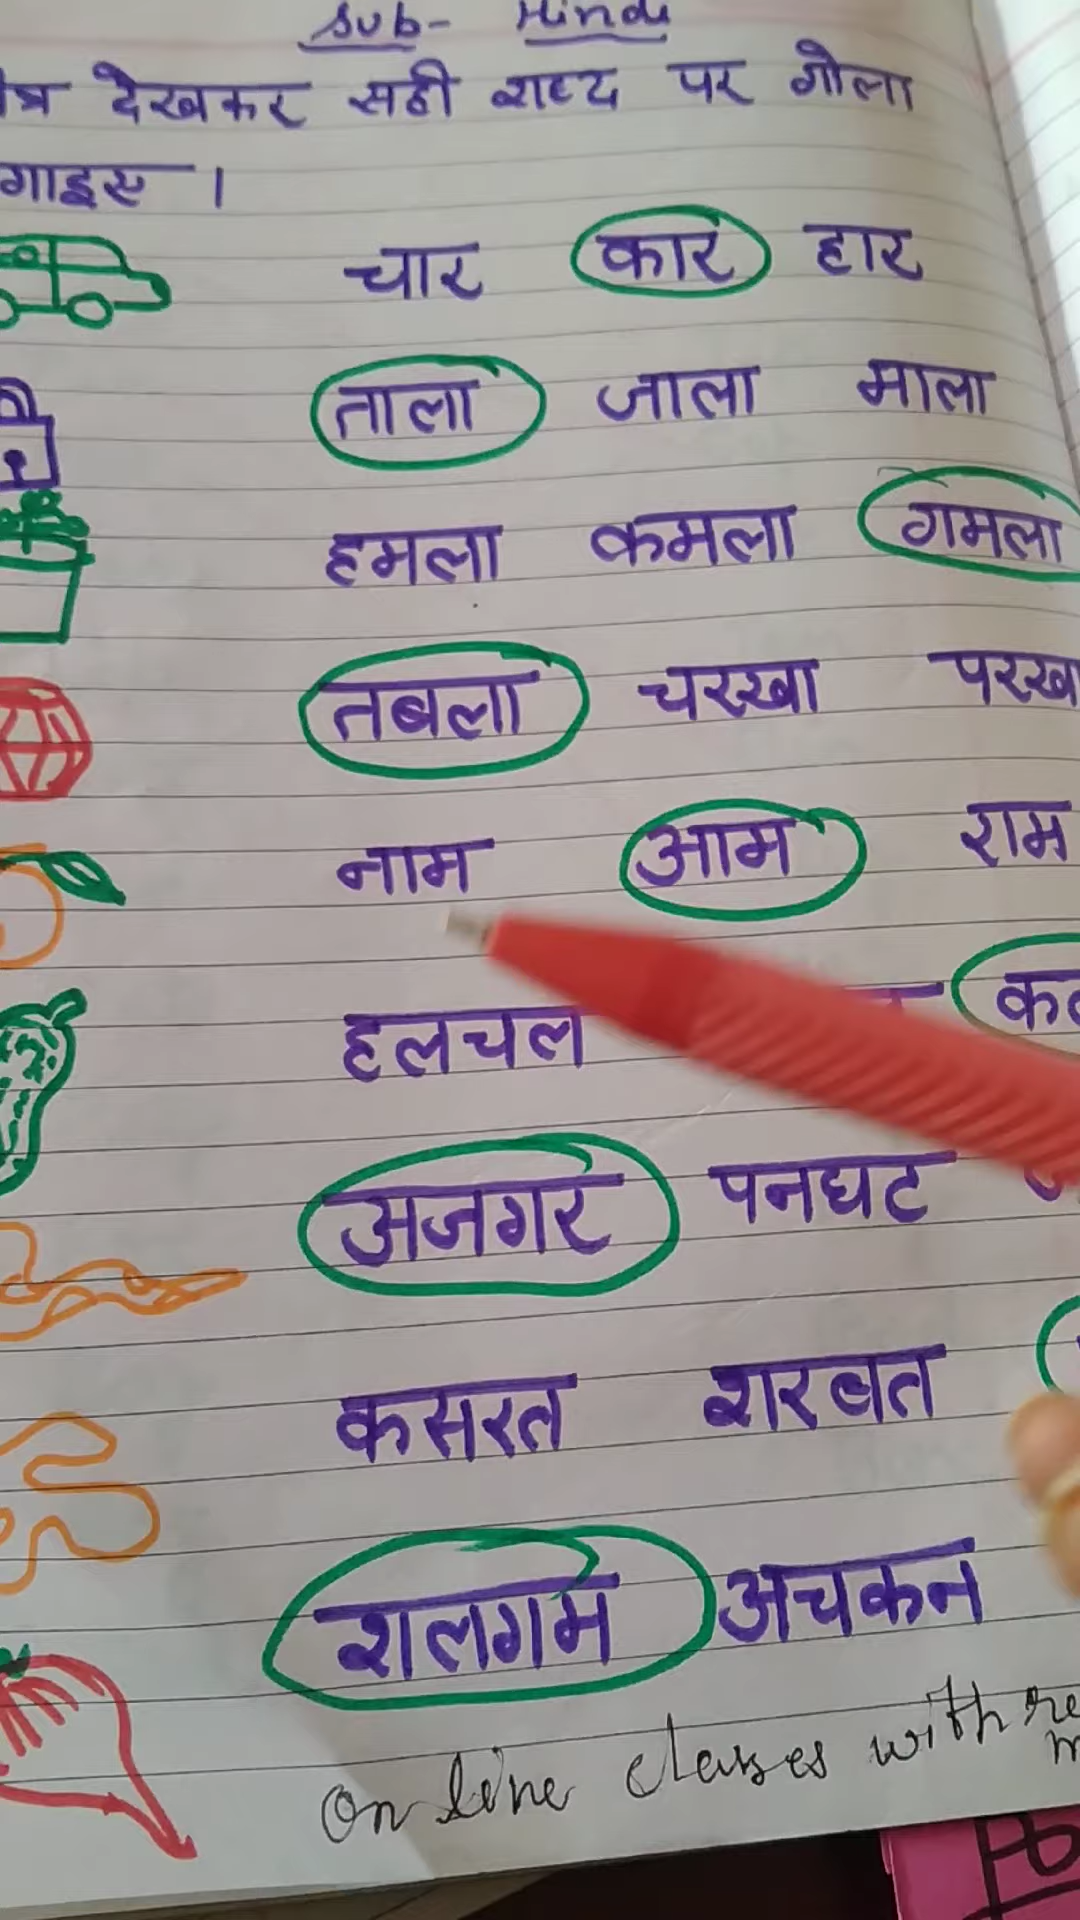 Sub- Hindi
देखकर सही शब्द पर गोला
गाइए ।
चार कार हार
ताला जाला माला
हमला कमला गमला
तबला चरखा परखा
नाम आम राम
हलचल
अजगर पनघट
कसरत शरबत
शलगम अचकन
On line classes with